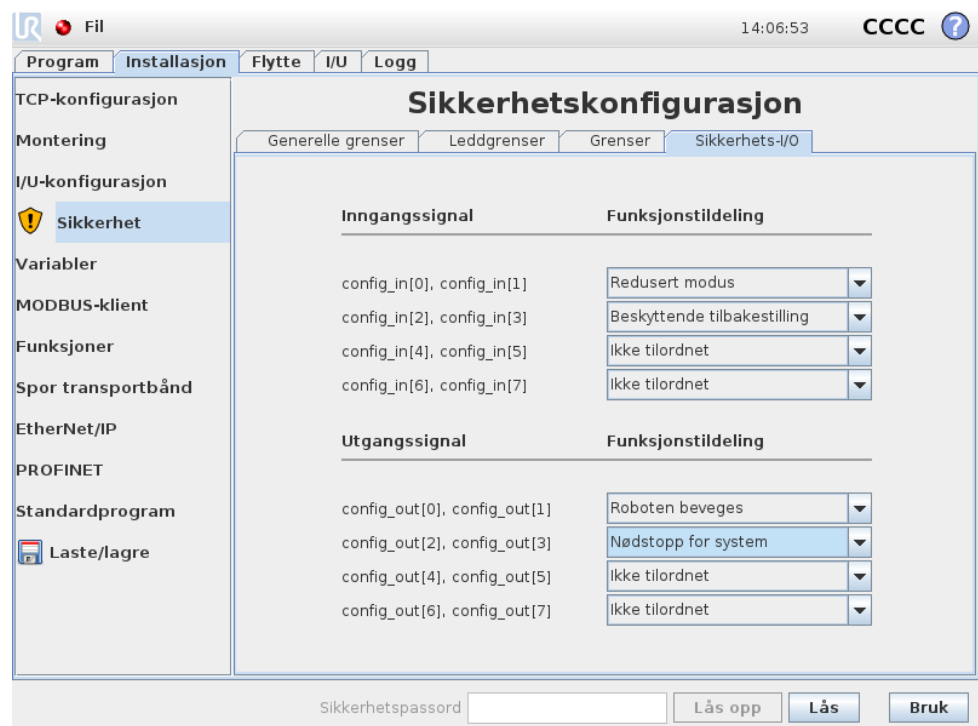 UR Fil 14:06:53 CCCC ?
Program Installasjon Flytte I/U Logg
TCP-konfigurasjon
Montering
I/U-konfigurasjon
Sikkerhet
Variabler
MODBUS-klient
Funksjoner
Spor transportbånd
EtherNet/IP
PROFINET
Standardprogram
Laste/lagre
Sikkerhetskonfigurasjon
Generelle grenser Leddgrenser Grenser Sikkerhets-I/O
Inngangssignal Funksjonstildeling
config_in[0], config_in[1] Redusert modus
config_in[2], config_in[3] Beskyttende tilbakestilling
config_in[4], config_in[5] Ikke tilordnet
config_in[6], config_in[7] Ikke tilordnet
Utgangssignal Funksjonstildeling
config_out[0], config_out[1] Roboten beveges
config_out[2], config_out[3] Nødstopp for system
config_out[4], config_out[5] Ikke tilordnet
config_out[6], config_out[7] Ikke tilordnet
Sikkerhetspassord Lås opp Lås Bruk